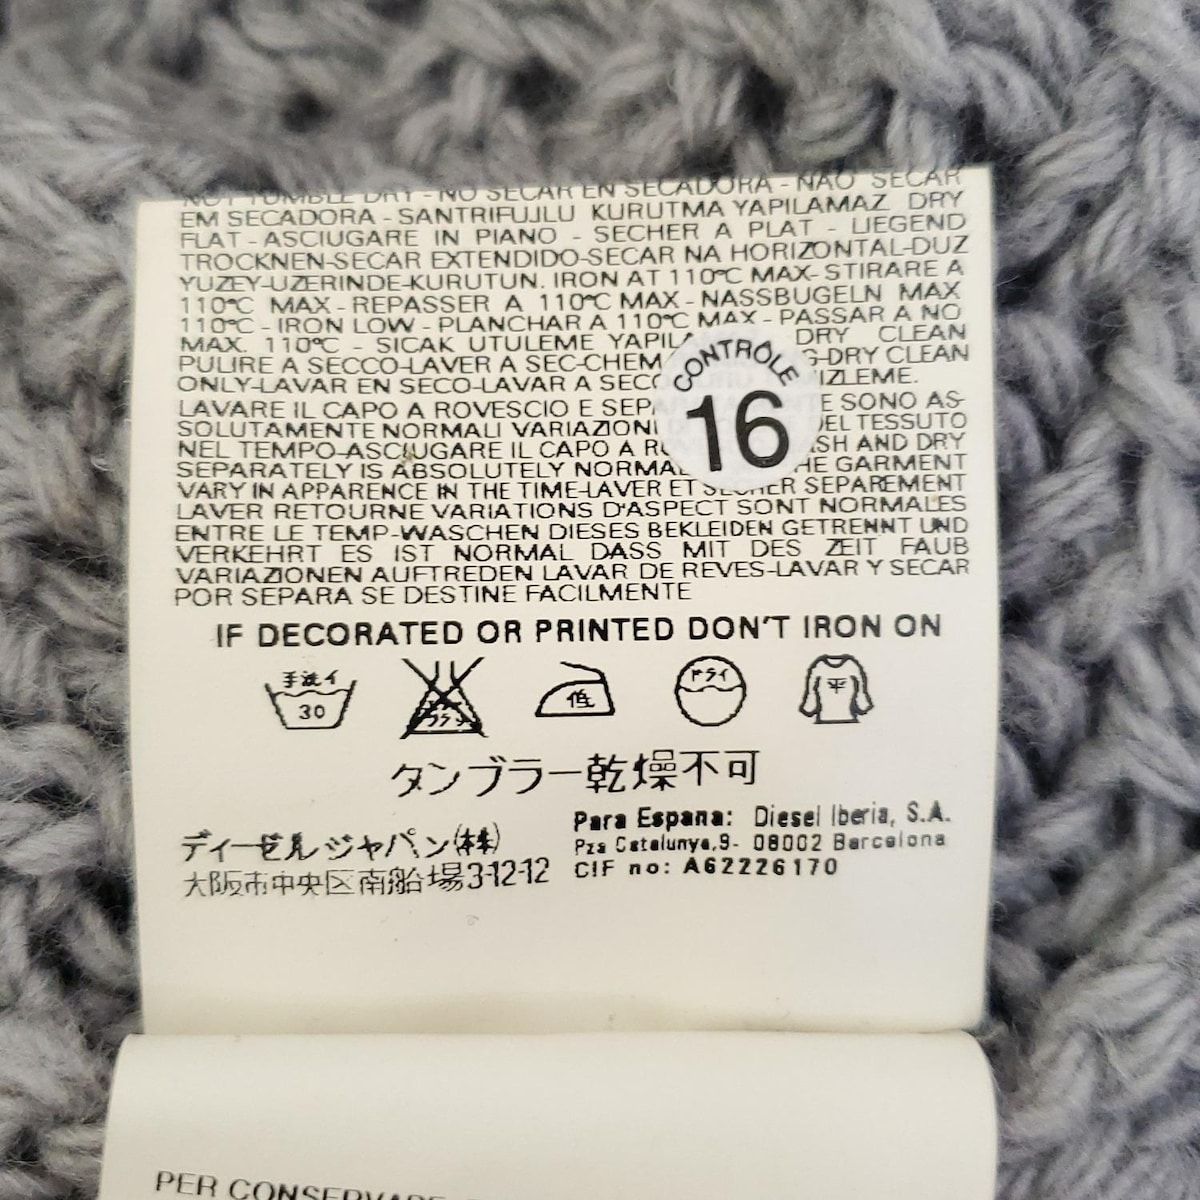 NOT TUMBLE DRY - NO SECAR EN SECADORA - NAO SECAR
EM SECADORA - SANTRIFUJLU KURUTMA YAPILAMAZ DRY
FLAT - ASCIUGARE IN PIANO - SECHER A PLAT - LIEGEND
TROCKNEN-SECAR EXTENDIDO-SECAR NA HORIZONTAL-DUZ
YUZEY-UZERINDE-KURUTUN. IRON AT 110°C MAX- STIRARE A
110°C MAX - REPASSER A 110°C MAX - NASSBUGELN MAX
110°C - IRON LOW - PLANCHAR A 110°C MAX - PASSAR A NO
MAX. 110°C - SICAK UTULEME DRY CLEAN
PULIRE A SECCO-LAVER A SEC-CHEM G-DRY CLEAN
ONLY-LAVAR EN SECO-LAVAR A SECO MIZLEME.
CONTRÔLE
16
LAVARE IL CAPO A ROVESCIO E E SONO AS-
SOLUTAMENTE NORMALI VARIAZIONI DEL TESSUTO
NEL TEMPO-ASCIUGARE IL CAPO A SH AND DRY
SEPARATELY IS ABSOLUTELY HE GARMENT
VARY IN APPARENCE IN THE TIME-LAVER ET SECHER SEPAREMENT
LAVER RETOURNE VARIATIONS D'ASPECT SONT NORMALES
ENTRE LE TEMP-WASCHEN DIESES BEKLEIDEN GETRENNT UND
VERKEHRT ES IST NORMAL DASS MIT DES ZEIT FAUB
VARIAZIONEN AUFTREDEN LAVAR DE REVES-LAVAR Y SECAR
POR SEPARA SE DESTINE FACILMENTE
IF DECORATED OR PRINTED DON'T IRON ON
手洗イ
30
低
ドライ
平
タンブラー乾燥不可
ディーゼルジャパン(株)
大阪市中央区南船場3-12-12
Para Espana: Diesel Iberia, S.A.
Pza Catalunya,9- 08002 Barcelona
CIF no: A62226170
PER CONSERVARE